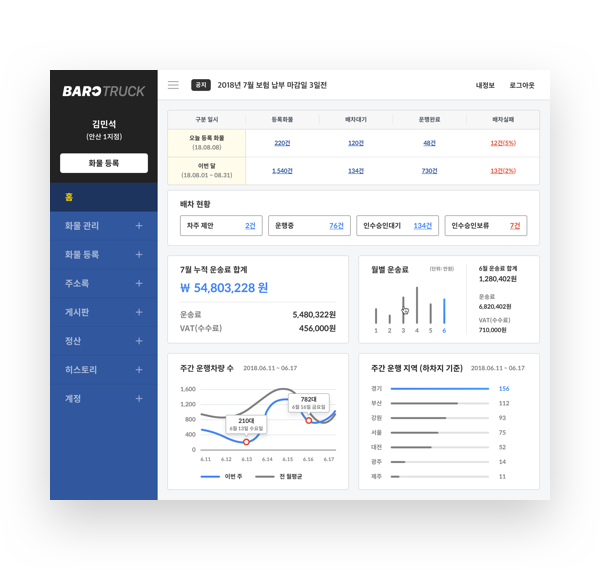 BAROTRUCK
김민석
(안산 1지점)
화물 등록
홈
화물 관리 +
화물 등록 +
주소록 +
게시판 +
정산 +
히스토리 +
계정 +
공지 2018년 7월 보험 납부 마감일 3일전 내정보 로그아웃
구분 일시 등록화물 배차대기 운행완료 배차실패
오늘 등록 화물
(18.08.08) 220건 120건 48건 12건(5%)
이번 달
(18.08.01 ~ 08.31) 1,540건 134건 730건 13건(2%)
배차 현황
차주 제안 2건 운행중 76건 인수승인대기 134건 인수승인보류 7건
7월 누적 운송료 합계
₩ 54,803,228 원
운송료 5,480,322원
VAT(수수료) 456,000원
월별 운송료 (단위: 만원)
1 2 3 4 5 6
6월 운송료 합계
1,280,402원
운송료
6,820,402원
VAT(수수료)
710,000원
주간 운행차량 수 2018.06.11 ~ 06.17
1,600
1,200
800
400
0
782대
6월 16일 금요일
210대
6월 13일 수요일
6.11 6.12 6.13 6.14 6.15 6.16 6.17
이번 주 전 월평균
주간 운행 지역 (하차지 기준) 2018.06.11 ~ 06.17
경기 156
부산 112
강원 93
서울 75
대전 52
광주 14
제주 11